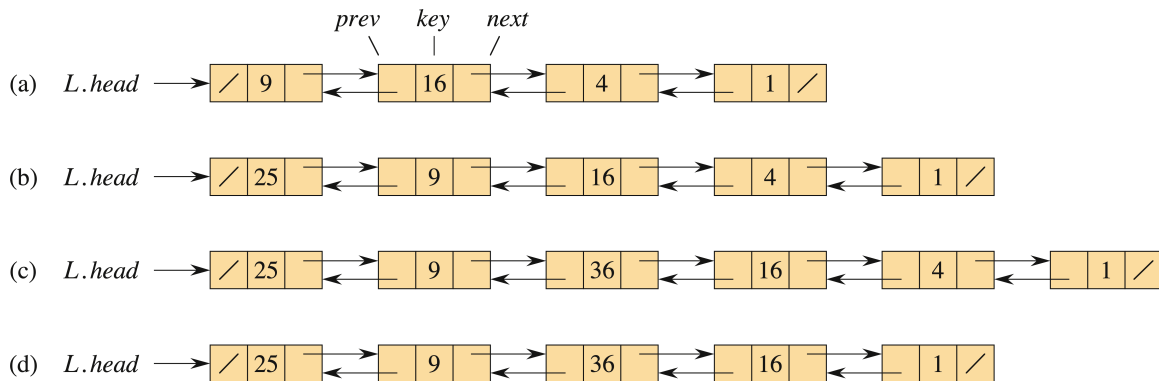 prev key next
(a) L.head / 9 16 4 1 /
(b) L.head / 25 9 16 4 1 /
(c) L.head / 25 9 36 16 4 1 /
(d) L.head / 25 9 36 16 1 /